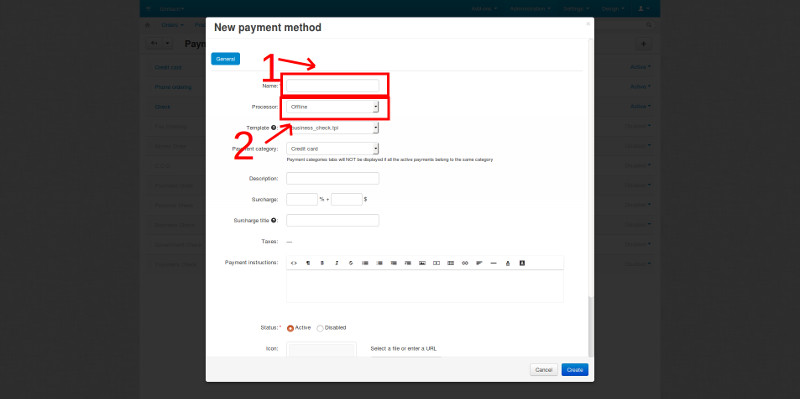 New payment method
General
1
Name:
Processor: Offline
2
Template ?: business_check.tpl
Payment category: Credit card
Payment categories tabs will NOT be displayed if all the active payments belong to the same category
Description:
Surcharge: % + $
Surcharge title ?:
Taxes: —
Payment instructions:
Status: * Active Disabled
Icon: Select a file or enter a URL
Cancel Create